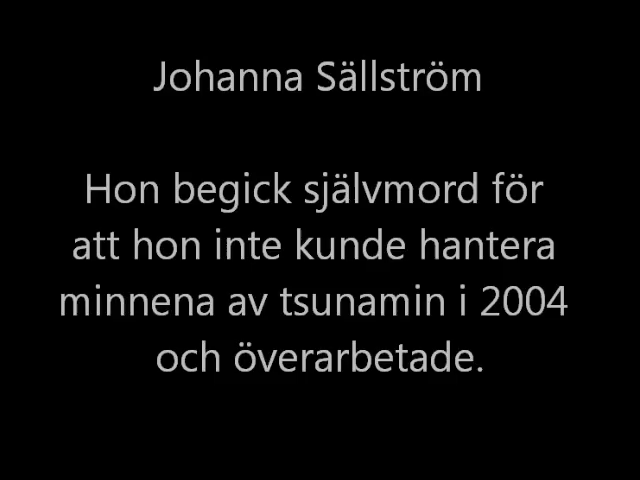 Johanna Sällström
Hon begick självmord för
att hon inte kunde hantera
minnena av tsunamin i 2004
och överarbetade.